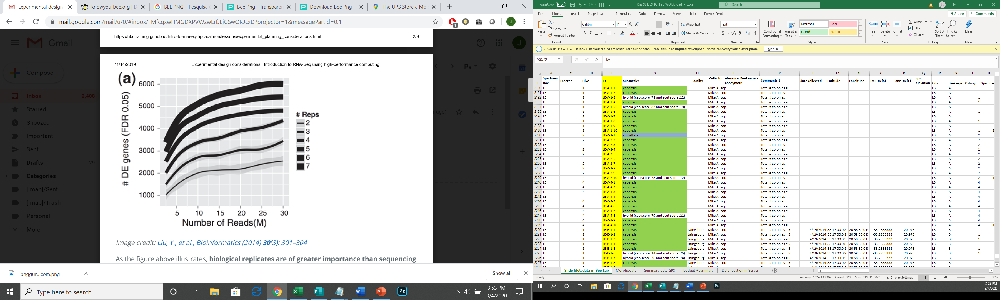 Experimental design
knowyourbee.org | D
BEE PNG – Pesquisa
Bee Png - Transparen
Download Bee Png -
The UPS Store a Mol
mail.google.com/mail/u/0/#inbox/FMfcgxwHMGDXPVWzwLrfJLjGSwQRJcxD?projector=1&messagePartId=0.1
1
J
Gmail
J
Compose
Inbox 2,408
Starred
Snoozed
Important
Sent
Drafts 29
Categories
[Imap]/Sent
[Imap]/Trash
Personal
More
ago)
https://hbctraining.github.io/Intro-to-rnaseq-hpc-salmon/lessons/experimental_planning_considerations.html 2/9
11/14/2019 Experimental design considerations | Introduction to RNA-Seq using high-performance computing
(a)
# DE genes (FDR 0.05)
6000
5000
4000
3000
2000
1000
5 10 15 20 25 30
Number of Reads(M)
# Reps
2
3
4
5
6
7
Image credit: Liu, Y., et al., Bioinformatics (2014) 30(3): 301–304
As the figure above illustrates, biological replicates are of greater importance than sequencing
pngguru.com.png
Show all
Type here to search
Ps
3:53 PM
3/4/2020
AutoSave Off
Kris SLIDES TO Feb WORK load - Excel
Search
File Home Insert Page Layout Formulas Data Review View Help Power Pivot
Share Comments
Paste
Cut
Copy
Format Painter
Clipboard
Calibri 11
B I U
Font
Wrap Text
Merge & Center
Alignment
Text
$ % ,
Number
Conditional Formatting
Format as Table
Normal Bad
Good Neutral
Styles
Insert Delete Format
Cells
AutoSum
Fill
Clear
Sort & Filter
Find & Select
Editing
Ideas
Ideas
SIGN IN TO OFFICE It looks like your stored credentials are out of date. Please sign in as tugrul.giray@upr.edu so we can verify your subscription. Sign In
A2179 fx LA
A C D F G H I K L M N O P Q R S T U
1 Specimen Box Freezer Hive ID Subspecies Locality Collector reference. Beekeepers anonymous Comments 1 date collected Latitude Longitude LAT DD (S) Long DD (E) gps elevation City Beekeeper Colony Specime
2190 LB 1 LB-A-1-1 capensis Mike Allsop Total # colonies = LB A 1
2191 LB 1 LB-A-1-2 capensis Mike Allsop Total # colonies = LB A 1
2192 LB 1 LB-A-1-3 hybrid (cap score .78 and scut score .22) Mike Allsop Total # colonies = LB A 1
2193 LB 1 LB-A-1-4 capensis Mike Allsop Total # colonies = LB A 1
2194 LB 1 LB-A-1-5 hybrid (cap score .82 and scut score .18) Mike Allsop Total # colonies = LB A 1
2195 LB 1 LB-A-1-6 capensis Mike Allsop Total # colonies = LB A 1
2196 LB 1 LB-A-1-7 capensis Mike Allsop Total # colonies = LB A 1
2197 LB 1 LB-A-1-8 capensis Mike Allsop Total # colonies = LB A 1
2198 LB 1 LB-A-1-9 capensis Mike Allsop Total # colonies = LB A 1
2199 LB 1 LB-A-1-10 capensis Mike Allsop Total # colonies = LB A 1 1
2200 LB 2 LB-A-2-1 scutellata Mike Allsop Total # colonies = LB A 2
2201 LB 2 LB-A-2-2 capensis Mike Allsop Total # colonies = LB A 2
2202 LB 2 LB-A-2-3 capensis Mike Allsop Total # colonies = LB A 2
2203 LB 2 LB-A-2-4 capensis Mike Allsop Total # colonies = LB A 2
2204 LB 2 LB-A-2-5 capensis Mike Allsop Total # colonies = LB A 2
2205 LB 2 LB-A-2-6 capensis Mike Allsop Total # colonies = LB A 2
2206 LB 2 LB-A-2-7 capensis Mike Allsop Total # colonies = LB A 2
2207 LB 2 LB-A-2-8 capensis Mike Allsop Total # colonies = LB A 2
2208 LB 2 LB-A-2-9 capensis Mike Allsop Total # colonies = LB A 2
2209 LB 2 LB-A-2-10 hybrid (cap score .28 and scut score .72) Mike Allsop Total # colonies = LB A 2 1
2210 LB 4 LB-A-4-1 capensis Mike Allsop Total # colonies = LB A 4
2211 LB 4 LB-A-4-2 capensis Mike Allsop Total # colonies = LB A 4
2212 LB 4 LB-A-4-3 capensis Mike Allsop Total # colonies = LB A 4
2213 LB 4 LB-A-4-4 capensis Mike Allsop Total # colonies = LB A 4
2214 LB 4 LB-A-4-5 capensis Mike Allsop Total # colonies = LB A 4
2215 LB 4 LB-A-4-6 capensis Mike Allsop Total # colonies = LB A 4
2216 LB 4 LB-A-4-7 capensis Mike Allsop Total # colonies = LB A 4
2217 LB 4 LB-A-4-8 hybrid (cap score .79 and scut score .21) Mike Allsop Total # colonies = LB A 4
2218 LB 4 LB-A-4-9 capensis Mike Allsop Total # colonies = LB A 4
2219 LB 4 LB-A-4-10 capensis Mike Allsop Total # colonies = LB A 4 1
2220 LB 1 LB-B-1-1 capensis Laingsburg Mike Allsop Total # colonies = 5 4/19/2014 33 17 00.0 S 20 58 30.0 E -33.2833333 20.975 LB B 1
2221 LB 1 LB-B-1-2 capensis Laingsburg Mike Allsop Total # colonies = 5 4/19/2014 33 17 00.0 S 20 58 30.0 E -33.2833333 20.975 LB B 1
2222 LB 1 LB-B-1-3 capensis Laingsburg Mike Allsop Total # colonies = 5 4/19/2014 33 17 00.0 S 20 58 30.0 E -33.2833333 20.975 LB B 1
2223 LB 1 LB-B-1-4 capensis Laingsburg Mike Allsop Total # colonies = 5 4/19/2014 33 17 00.0 S 20 58 30.0 E -33.2833333 20.975 LB B 1
2224 LB 1 LB-B-1-5 capensis Laingsburg Mike Allsop Total # colonies = 5 4/19/2014 33 17 00.0 S 20 58 30.0 E -33.2833333 20.975 LB B 1
2225 LB 1 LB-B-1-6 hybrid (cap score .24 and scut score .76) Laingsburg Mike Allsop Total # colonies = 5 4/19/2014 33 17 00.0 S 20 58 30.0 E -33.2833333 20.975 LB B 1
2226 LB 1 LB-B-1-7 hybrid (cap score .26 and scut score .74) Laingsburg Mike Allsop Total # colonies = 5 4/19/2014 33 17 00.0 S 20 58 30.0 E -33.2833333 20.975 LB B 1
2227 LB 1 LB-B-1-8 capensis Laingsburg Mike Allsop Total # colonies = 5 4/19/2014 33 17 00.0 S 20 58 30.0 E -33.2833333 20.975 LB B 1
Slide Metadata in Bee Lab Morphodata Summary data GPS budget +summary Data location in Server
Ready Average: 1024.139984 Count: 920 Sum: 819311.9873 Display Settings 92%
Ps
3:53 PM
3/4/2020